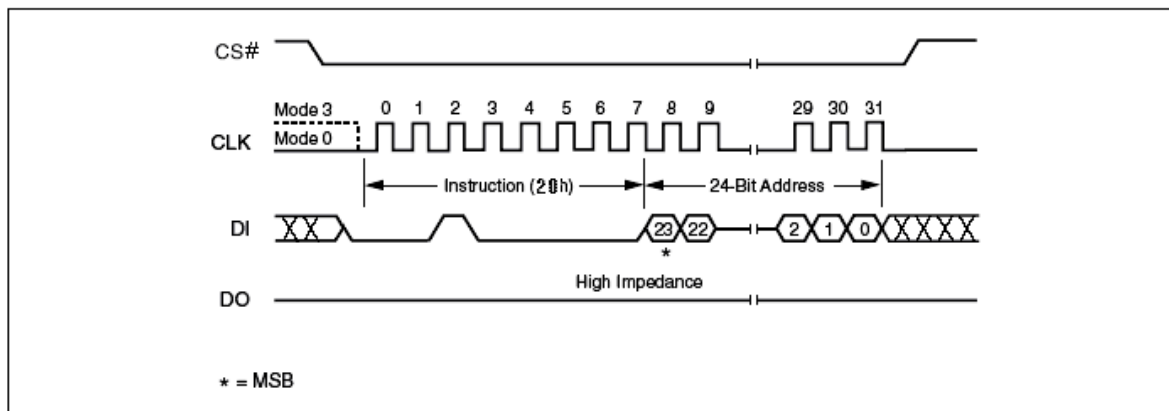 CS#
Mode 3
0 1 2 3 4 5 6 7 8 9 29 30 31
CLK
Mode 0
Instruction (20h) 24-Bit Address
DI
23 22 2 1 0
*
High Impedance
DO
* = MSB